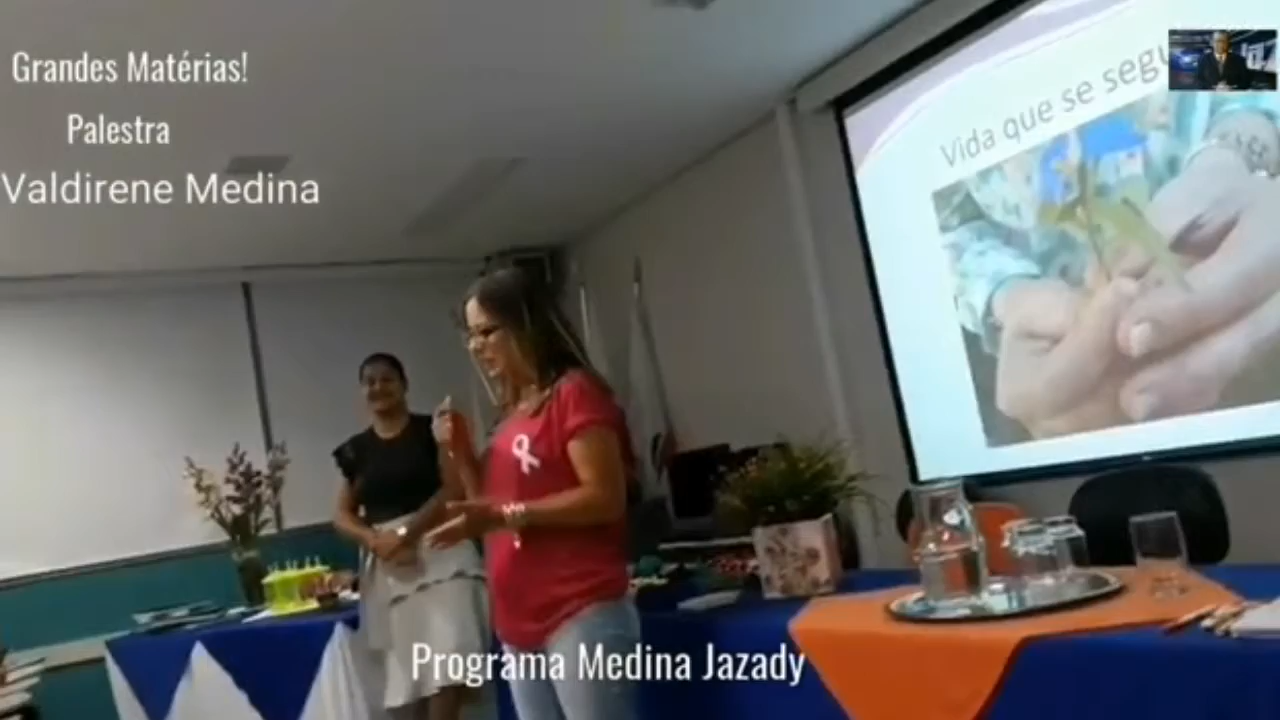 Grandes Matérias!
Palestra
Valdirene Medina
Vida que se segu
Programa Medina Jazady